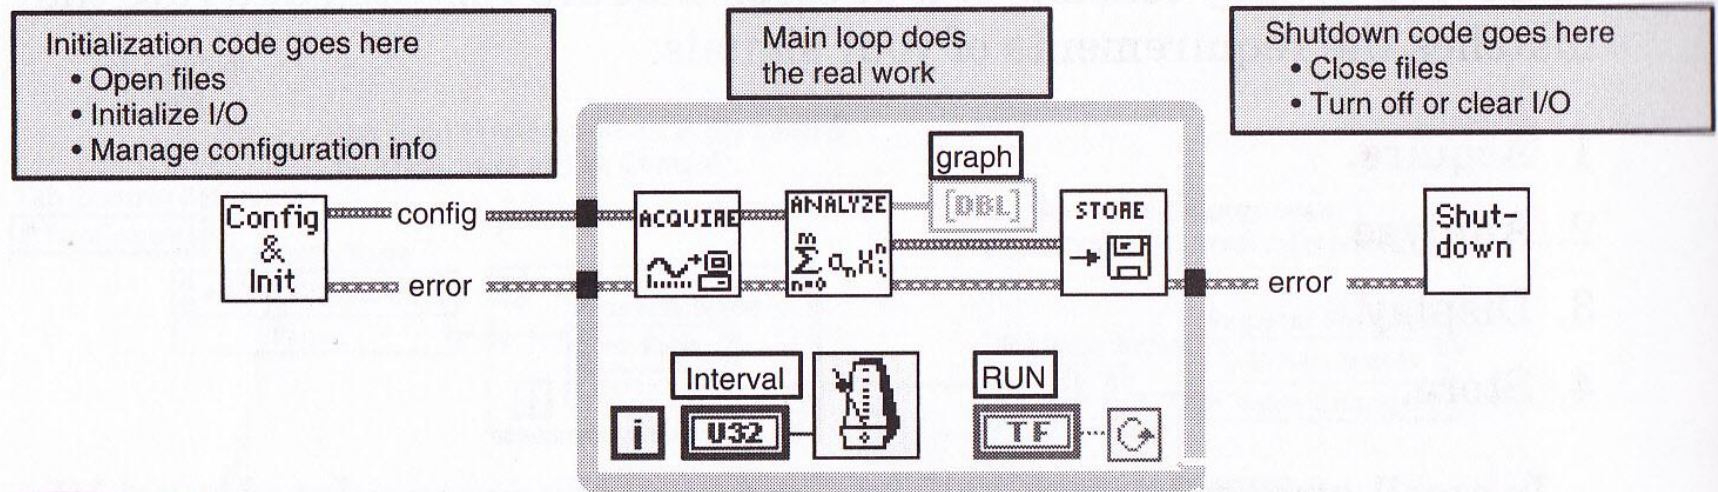 Initialization code goes here
• Open files
• Initialize I/O
• Manage configuration info
Main loop does
the real work
Shutdown code goes here
• Close files
• Turn off or clear I/O
Config
&
Init
config
error
ACQUIRE
ANALYZE
m
Σ aₙXᵢⁿ
n=0
graph
[DBL]
STORE
error
Shut-
down
Interval
U32
i
RUN
TF